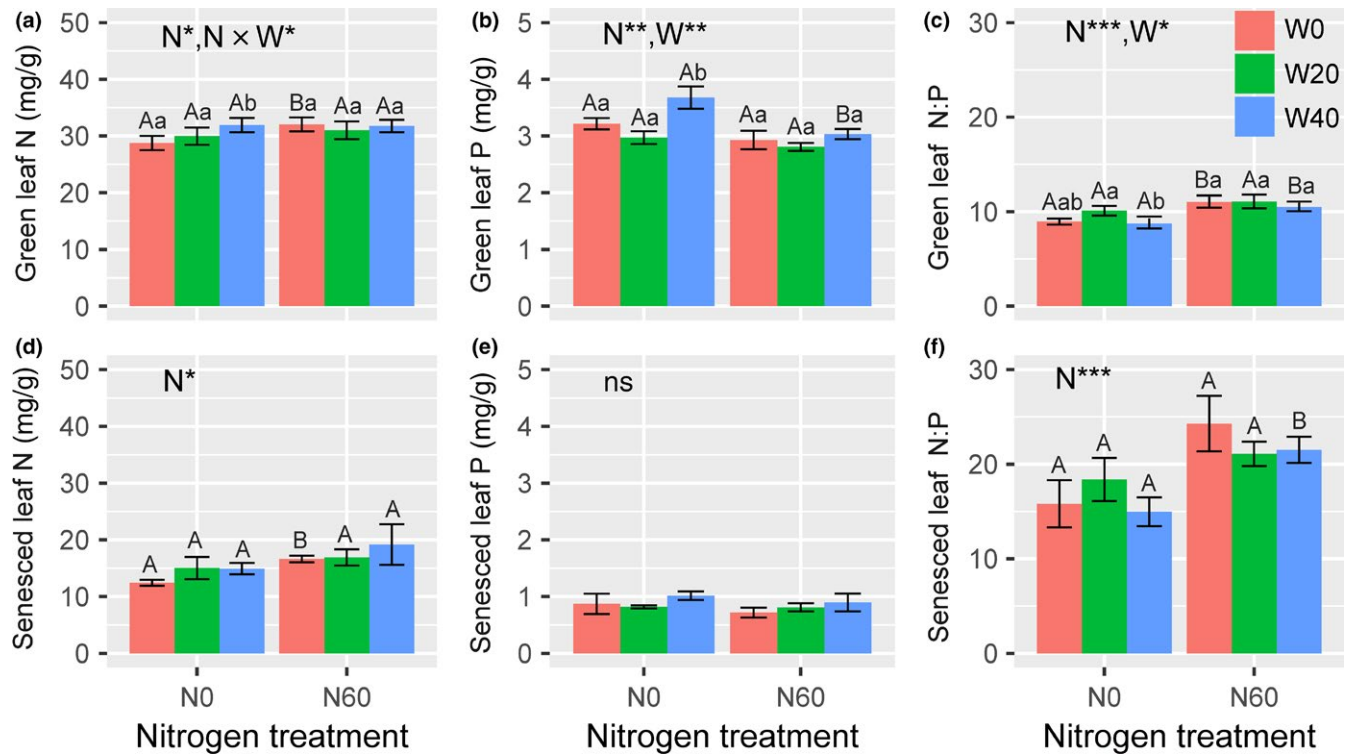 (a)
Green leaf N (mg/g)
50
40
30
20
10
0
N*,N × W*
Aa
Aa
Ab
Ba
Aa
Aa
(b)
Green leaf P (mg/g)
5
4
3
2
1
0
N**,W**
Aa
Aa
Ab
Aa
Aa
Ba
(c)
Green leaf N:P
30
20
10
0
N***,W*
Aab
Aa
Ab
Ba
Aa
Ba
W0
W20
W40
(d)
Senesced leaf N (mg/g)
50
40
30
20
10
0
N*
A
A
A
B
A
A
N0
N60
Nitrogen treatment
(e)
Senesced leaf P (mg/g)
5
4
3
2
1
0
ns
N0
N60
Nitrogen treatment
(f)
Senesced leaf N:P
30
20
10
0
N***
A
A
A
A
A
B
N0
N60
Nitrogen treatment